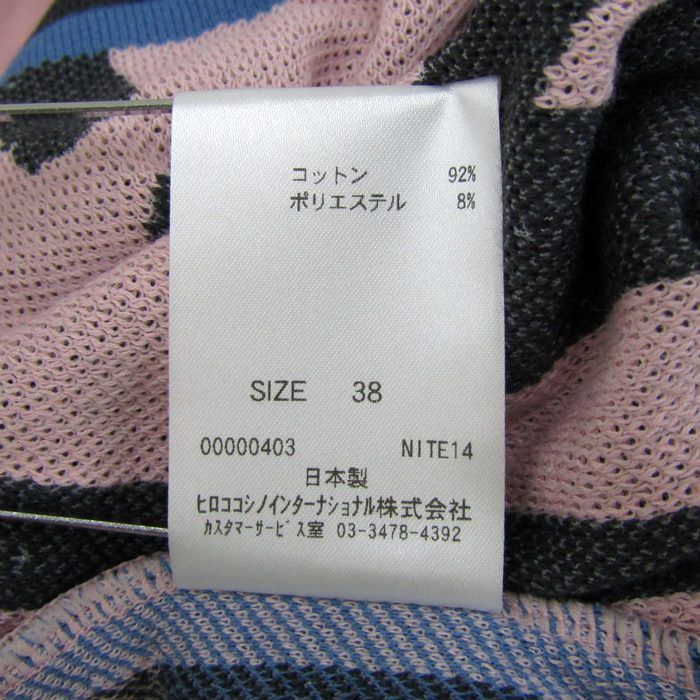 コットン 92%
ポリエステル 8%
SIZE 38
00000403 NITE14
日本製
ヒロココシノインターナショナル株式会社
カスタマーサービス室 03-3478-4392